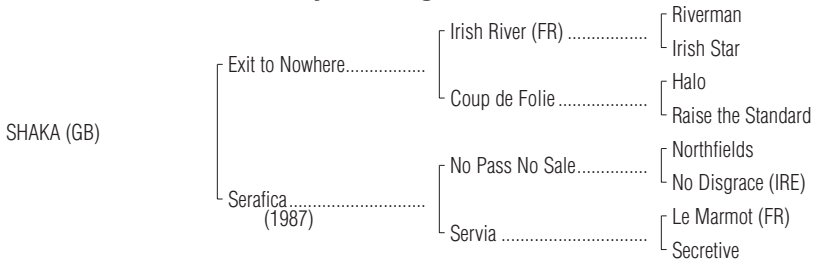 Riverman
Irish River (FR) .................
Irish Star
Exit to Nowhere.................
Halo
Coup de Folie .................
Raise the Standard
SHAKA (GB)
Northfields
No Pass No Sale...............
No Disgrace (IRE)
Serafica.............................
(1987)
Le Marmot (FR)
Servia ...............................
Secretive